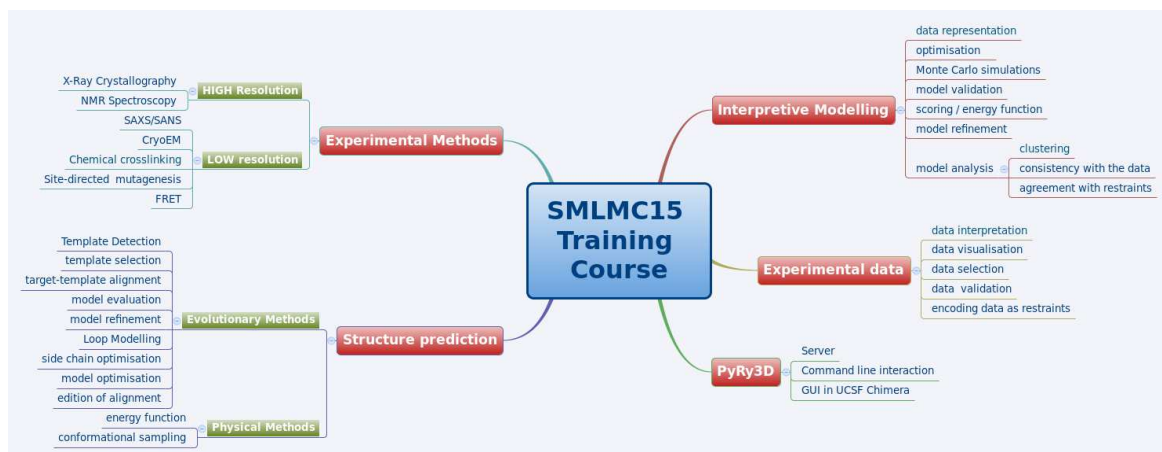 SMLMC15
Training
Course
Experimental Methods
HIGH Resolution
X-Ray Crystallography
NMR Spectroscopy
LOW resolution
SAXS/SANS
CryoEM
Chemical crosslinking
Site-directed mutagenesis
FRET
Structure prediction
Evolutionary Methods
Template Detection
template selection
target-template alignment
model evaluation
model refinement
Loop Modelling
side chain optimisation
model optimisation
edition of alignment
Physical Methods
energy function
conformational sampling
Interpretive Modelling
data representation
optimisation
Monte Carlo simulations
model validation
scoring / energy function
model refinement
model analysis
clustering
consistency with the data
agreement with restraints
Experimental data
data interpretation
data visualisation
data selection
data validation
encoding data as restraints
PyRy3D
Server
Command line interaction
GUI in UCSF Chimera